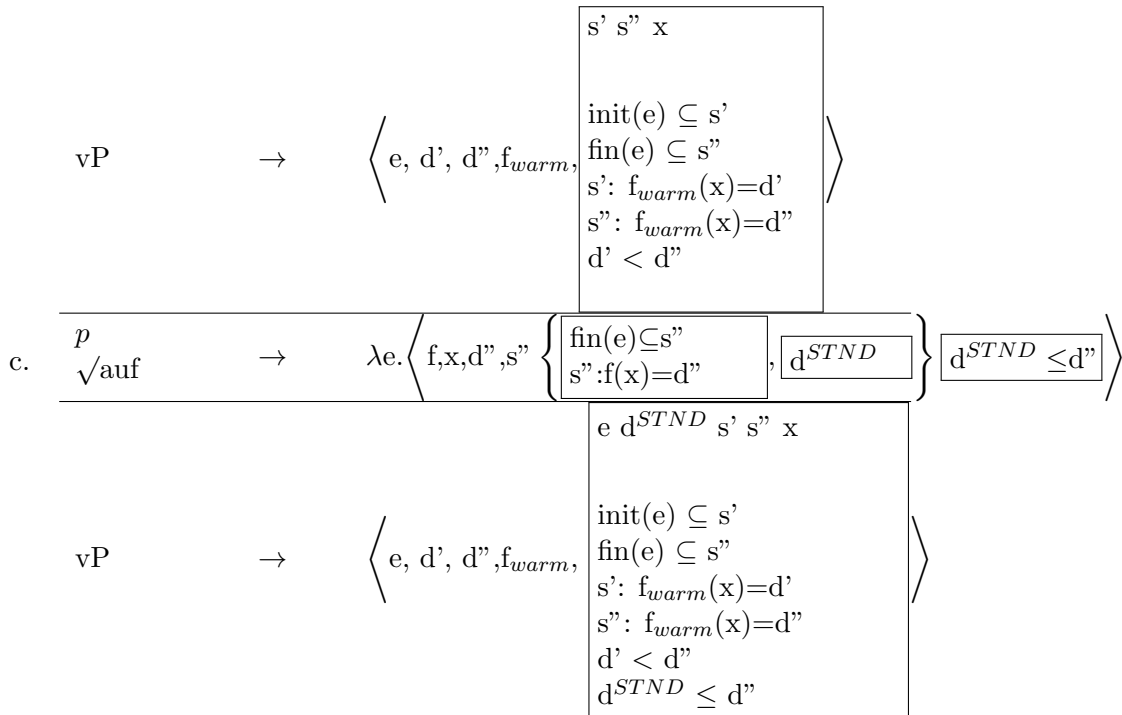 s' s” x
init(e) ⊆ s'
vP → ⟨ e, d', d”,f_warm, fin(e) ⊆ s” ⟩
s': f_warm(x)=d'
s”: f_warm(x)=d”
d' < d”
c. p √auf → λe.⟨ f,x,d”,s” { fin(e)⊆s” s”:f(x)=d” , d^STND } d^STND ≤d” ⟩
e d^STND s' s” x
init(e) ⊆ s'
vP → ⟨ e, d', d”,f_warm, fin(e) ⊆ s” ⟩
s': f_warm(x)=d'
s”: f_warm(x)=d”
d' < d”
d^STND ≤ d”